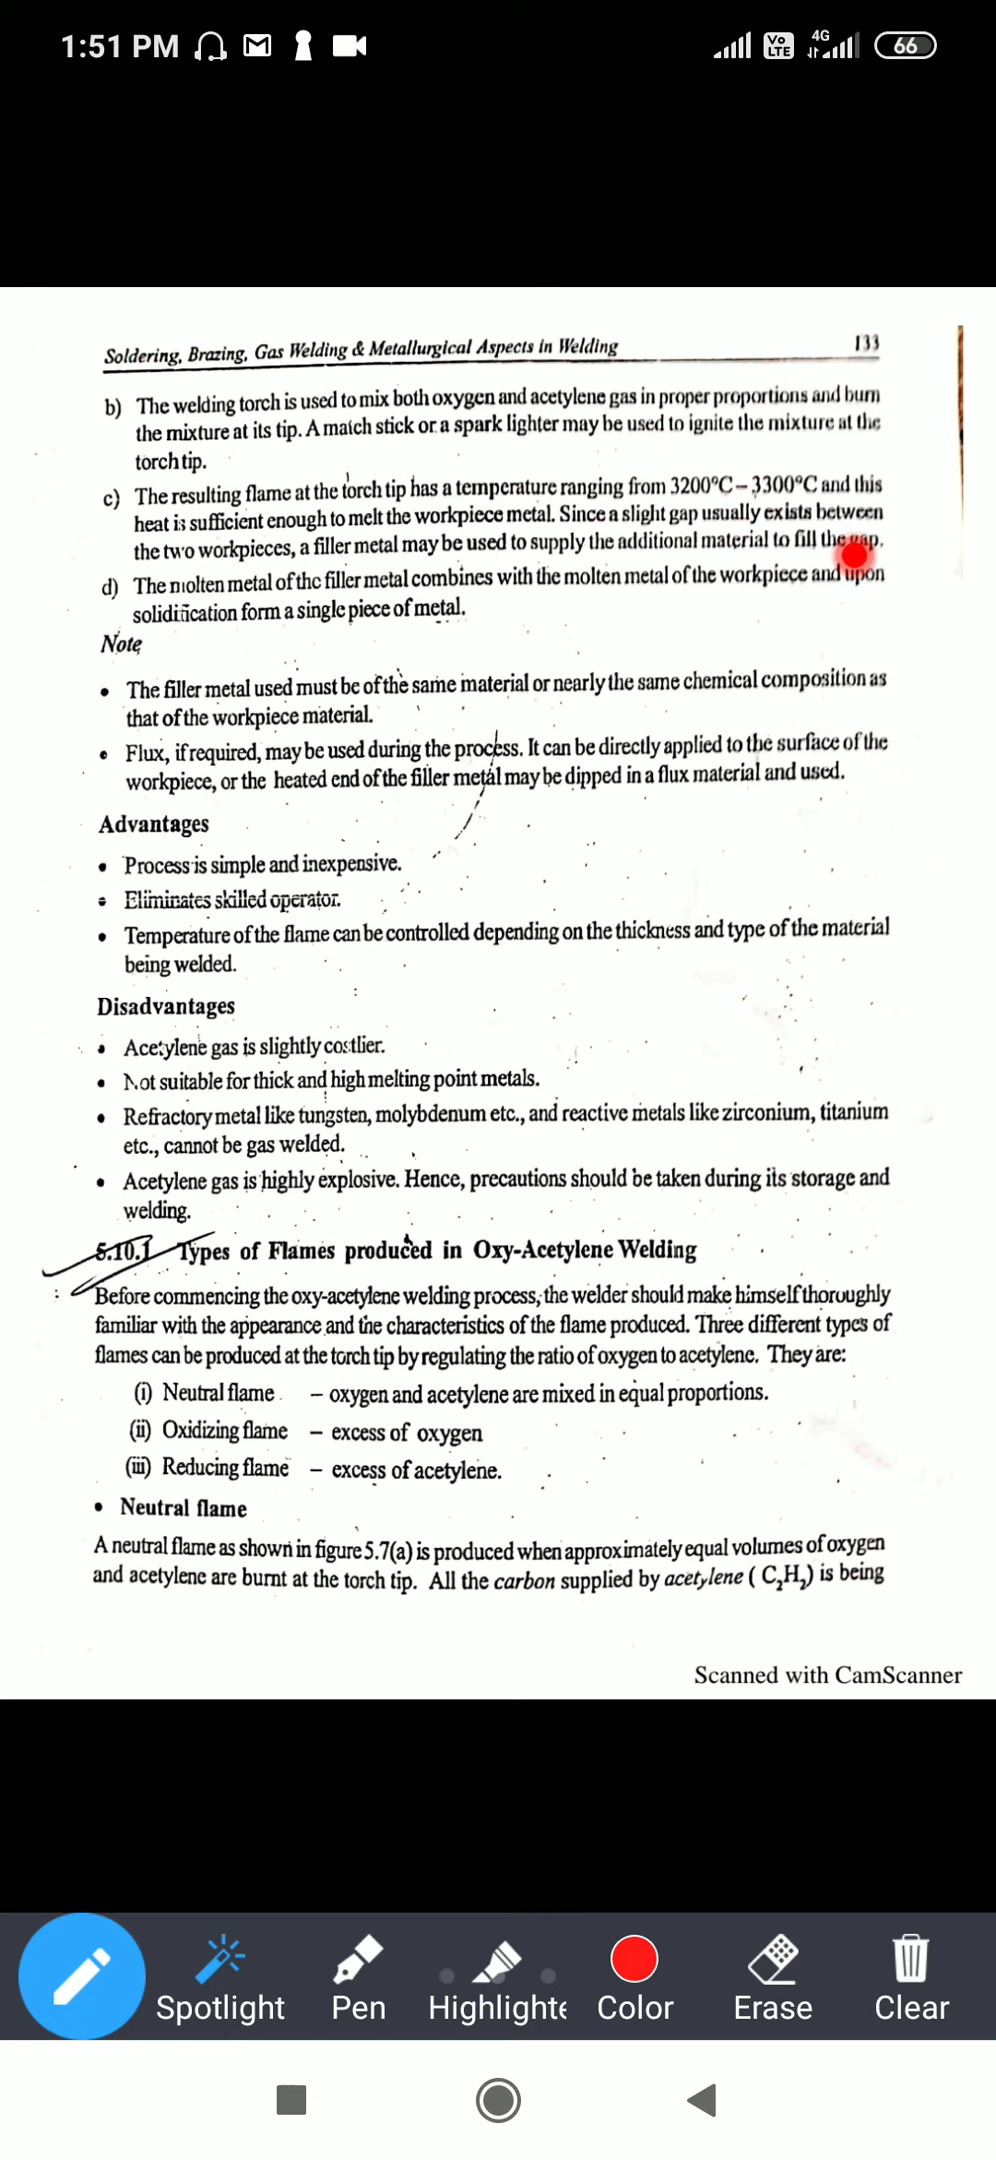 1:51 PM
Vo LTE 4G 66
Soldering, Brazing, Gas Welding & Metallurgical Aspects in Welding 133
b) The welding torch is used to mix both oxygen and acetylene gas in proper proportions and burn
the mixture at its tip. A match stick or a spark lighter may be used to ignite the mixture at the
torch tip.
c) The resulting flame at the torch tip has a temperature ranging from 3200°C – 3300°C and this
heat is sufficient enough to melt the workpiece metal. Since a slight gap usually exists between
the two workpieces, a filler metal may be used to supply the additional material to fill the gap.
d) The molten metal of the filler metal combines with the molten metal of the workpiece and upon
solidification form a single piece of metal.
Note
• The filler metal used must be of the same material or nearly the same chemical composition as
that of the workpiece material.
• Flux, if required, may be used during the process. It can be directly applied to the surface of the
workpiece, or the heated end of the filler metal may be dipped in a flux material and used.
Advantages
• Process is simple and inexpensive.
• Eliminates skilled operator.
• Temperature of the flame can be controlled depending on the thickness and type of the material
being welded.
Disadvantages
• Acetylene gas is slightly costlier.
• Not suitable for thick and high melting point metals.
• Refractory metal like tungsten, molybdenum etc., and reactive metals like zirconium, titanium
etc., cannot be gas welded.
• Acetylene gas is highly explosive. Hence, precautions should be taken during its storage and
welding.
5.10.1 Types of Flames produced in Oxy-Acetylene Welding
Before commencing the oxy-acetylene welding process, the welder should make himself thoroughly
familiar with the appearance and the characteristics of the flame produced. Three different types of
flames can be produced at the torch tip by regulating the ratio of oxygen to acetylene. They are:
(i) Neutral flame – oxygen and acetylene are mixed in equal proportions.
(ii) Oxidizing flame – excess of oxygen
(iii) Reducing flame – excess of acetylene.
• Neutral flame
A neutral flame as shown in figure 5.7(a) is produced when approximately equal volumes of oxygen
and acetylene are burnt at the torch tip. All the carbon supplied by acetylene ( C₂H₂) is being
Scanned with CamScanner
Spotlight Pen Highlighte Color Erase Clear